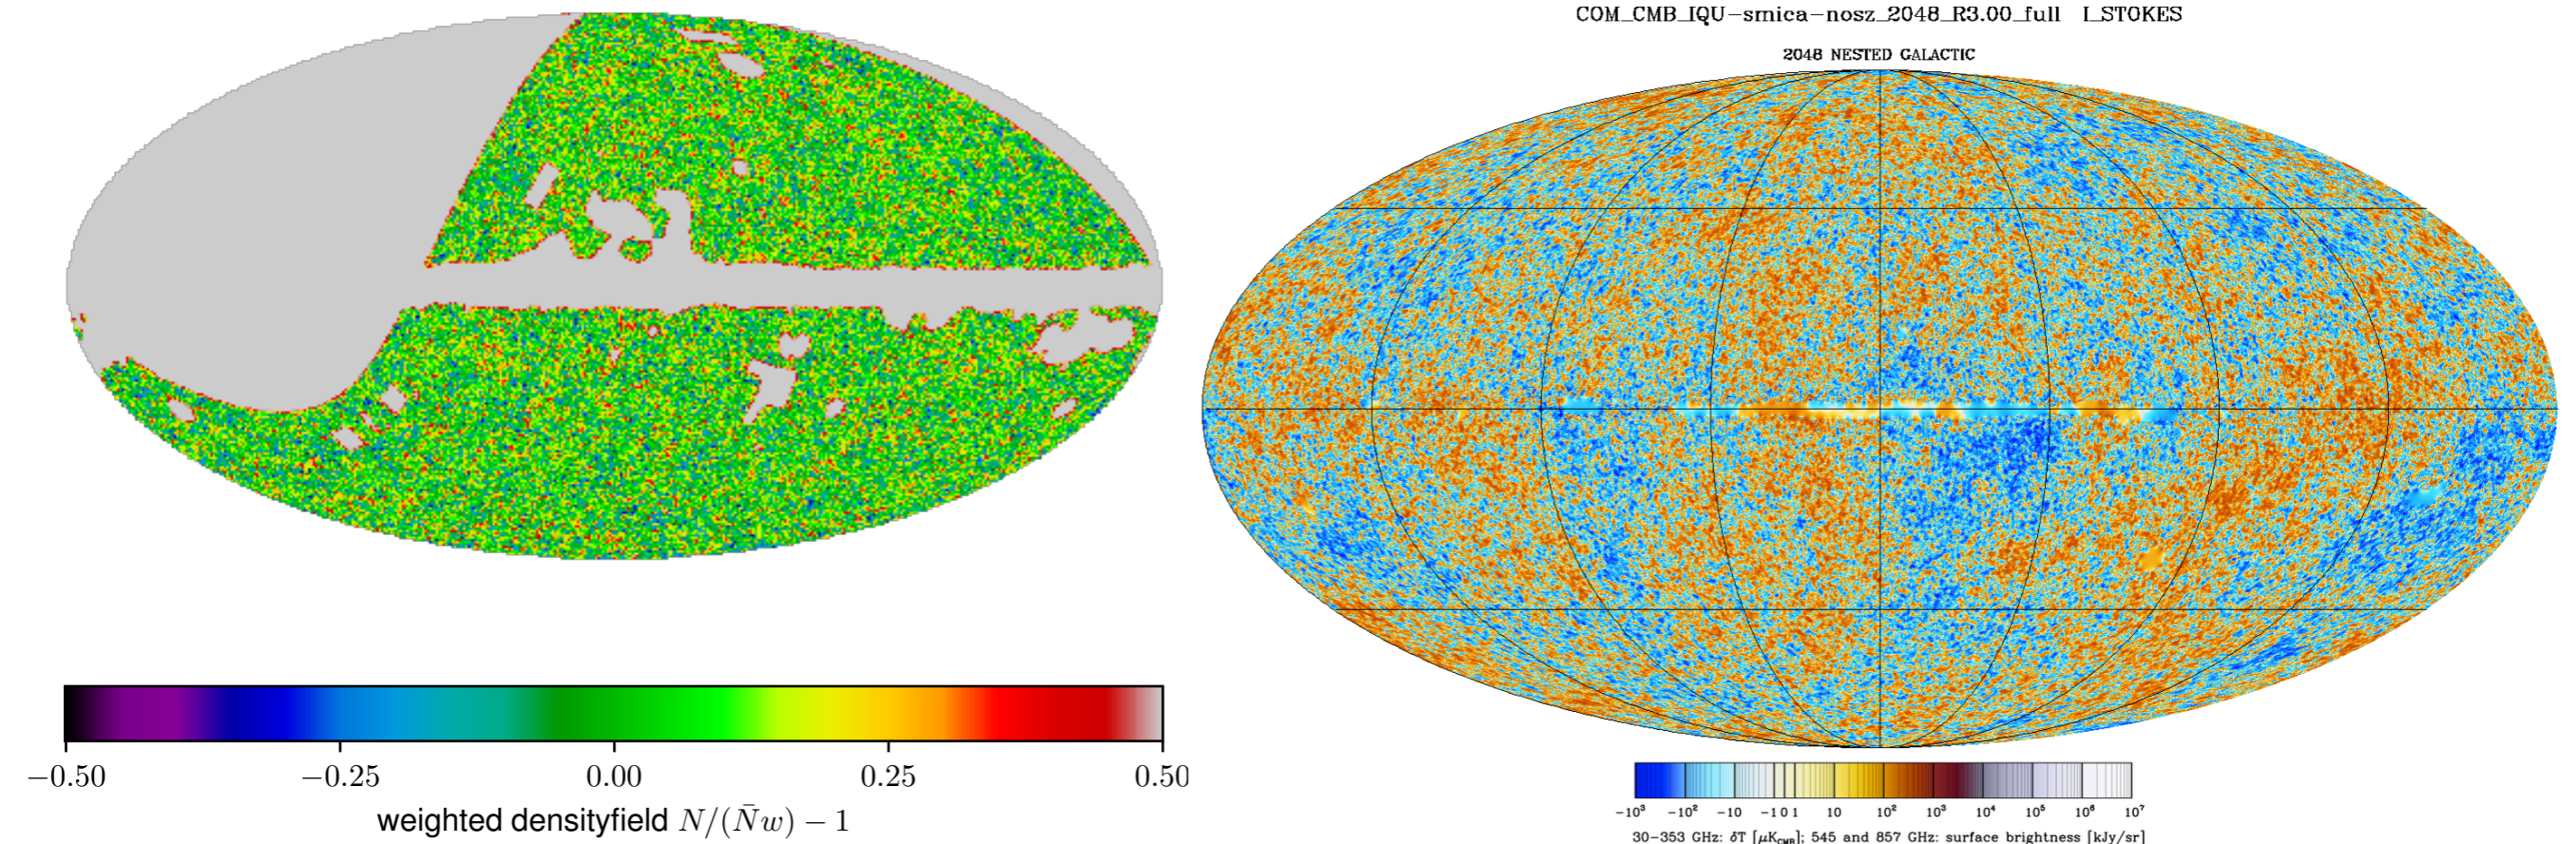 −0.50 −0.25 0.00 0.25 0.50
weighted densityfield N/(N̄w) − 1
COM_CMB_IQU−smica−nosz_2048_R3.00_full I_STOKES
2048 NESTED GALACTIC
−10³ −10² −10 −1 0 1 10 10² 10³ 10⁴ 10⁵ 10⁶ 10⁷
30−353 GHz: δT [μK_CMB]; 545 and 857 GHz: surface brightness [kJy/sr]